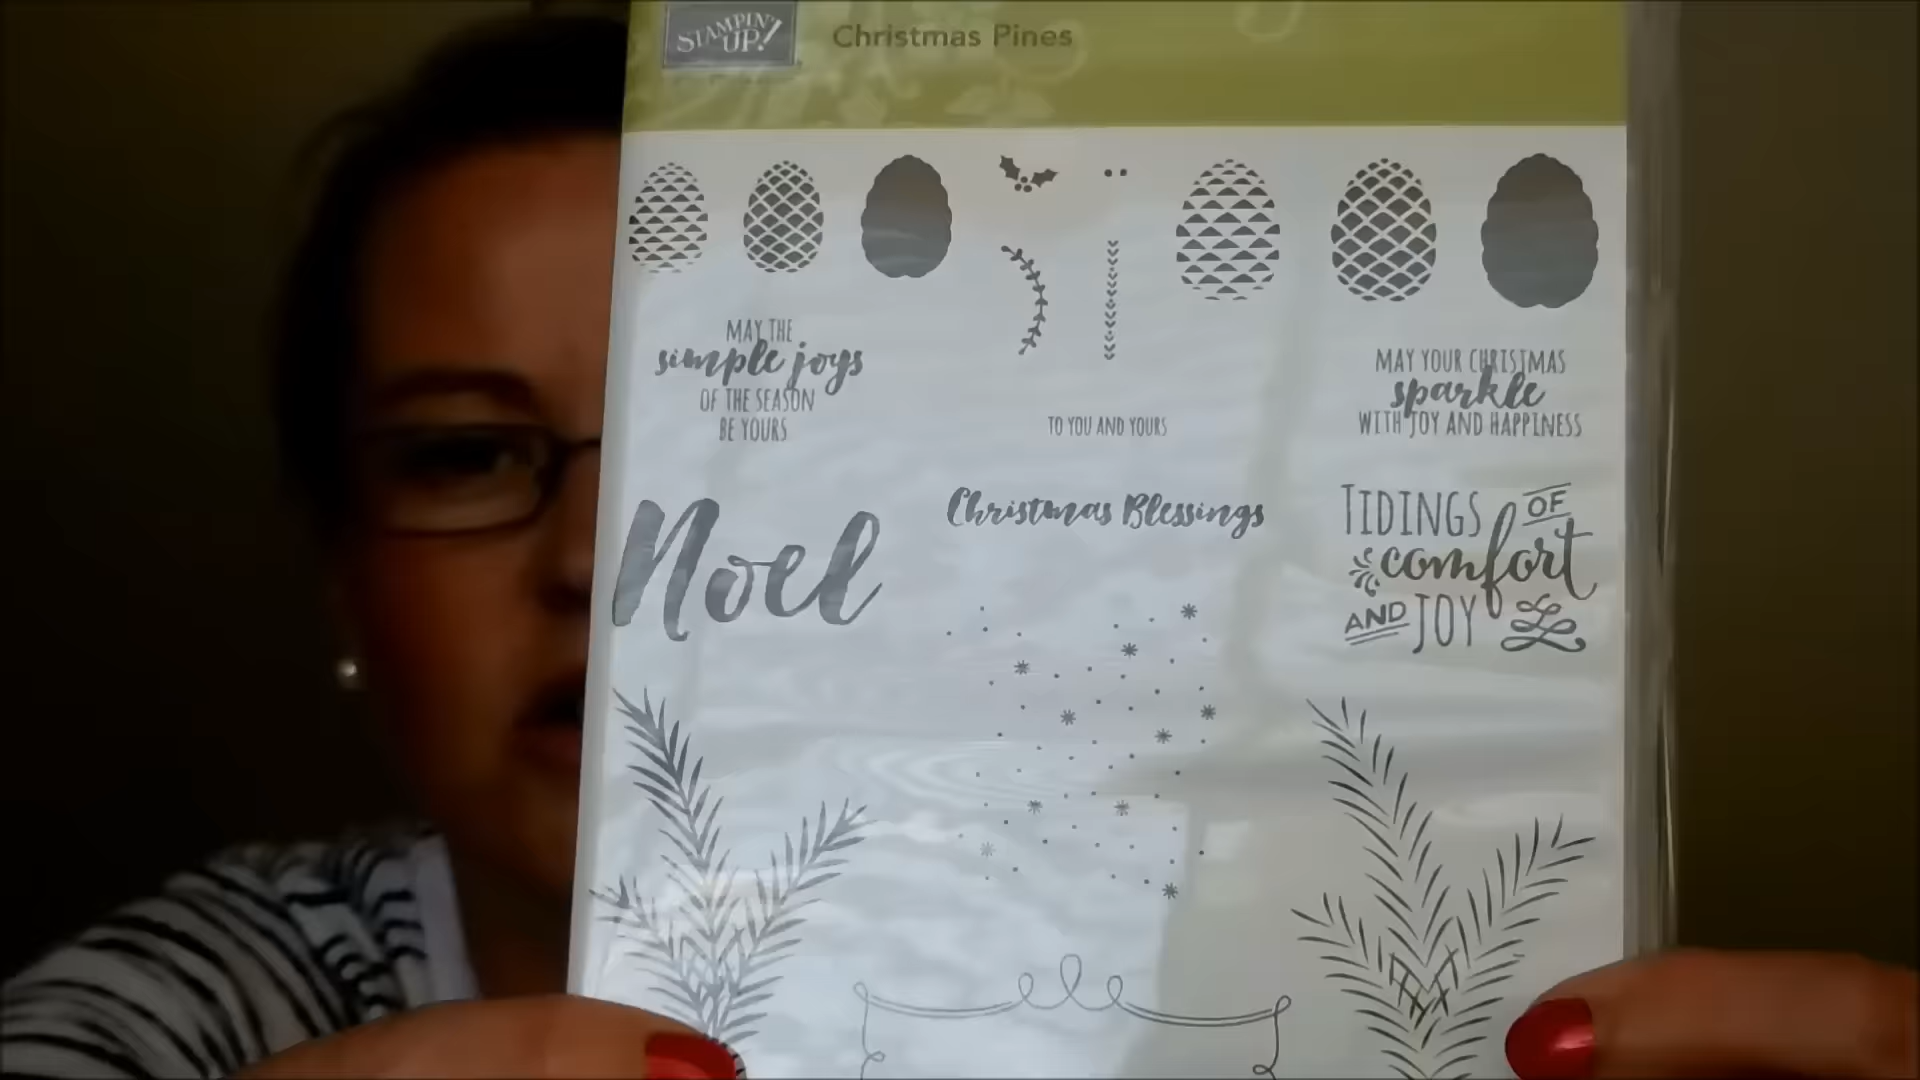 STAMPIN' UP!
Christmas Pines
MAY THE
simple joys
OF THE SEASON
BE YOURS
TO YOU AND YOURS
MAY YOUR CHRISTMAS
sparkle
WITH JOY AND HAPPINESS
Noel
Christmas Blessings
TIDINGS OF
comfort
AND JOY